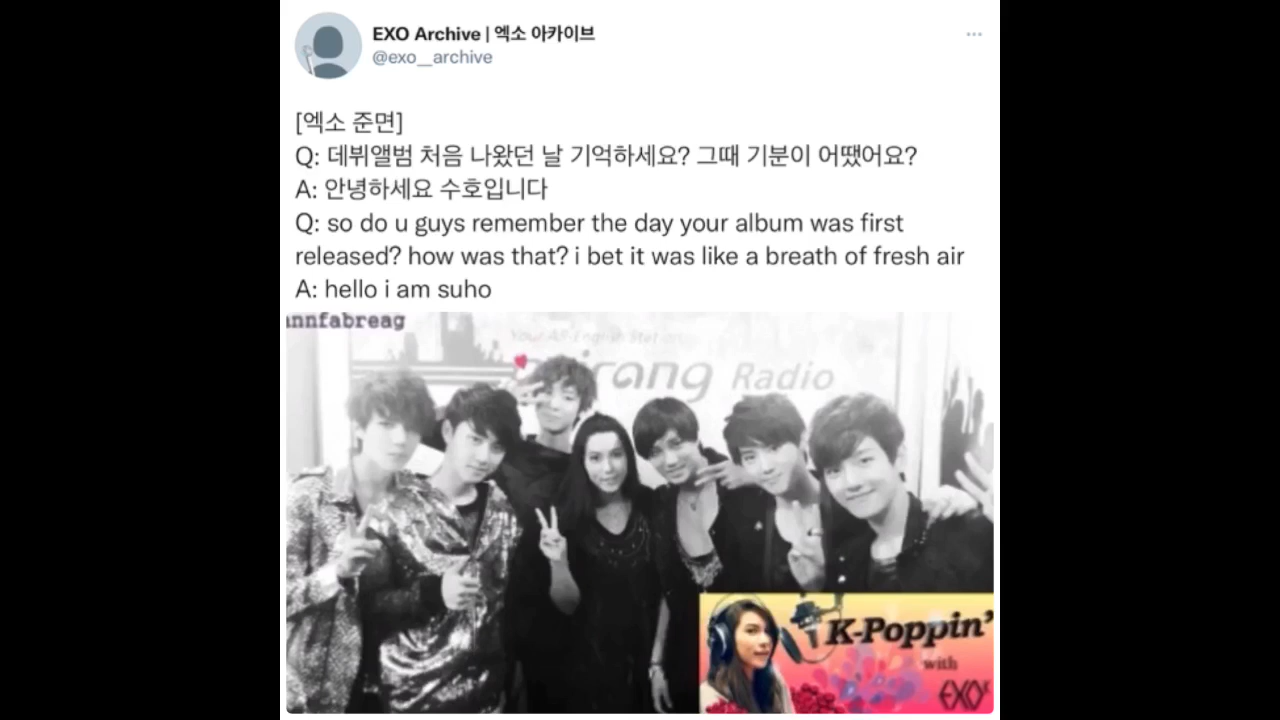 EXO Archive | 엑소 아카이브
@exo__archive
[엑소 준면]
Q: 데뷔앨범 처음 나왔던 날 기억하세요? 그때 기분이 어땠어요?
A: 안녕하세요 수호입니다
Q: so do u guys remember the day your album was first
released? how was that? i bet it was like a breath of fresh air
A: hello i am suho
annfabreag
Radio
K-Poppin'
with
EXO